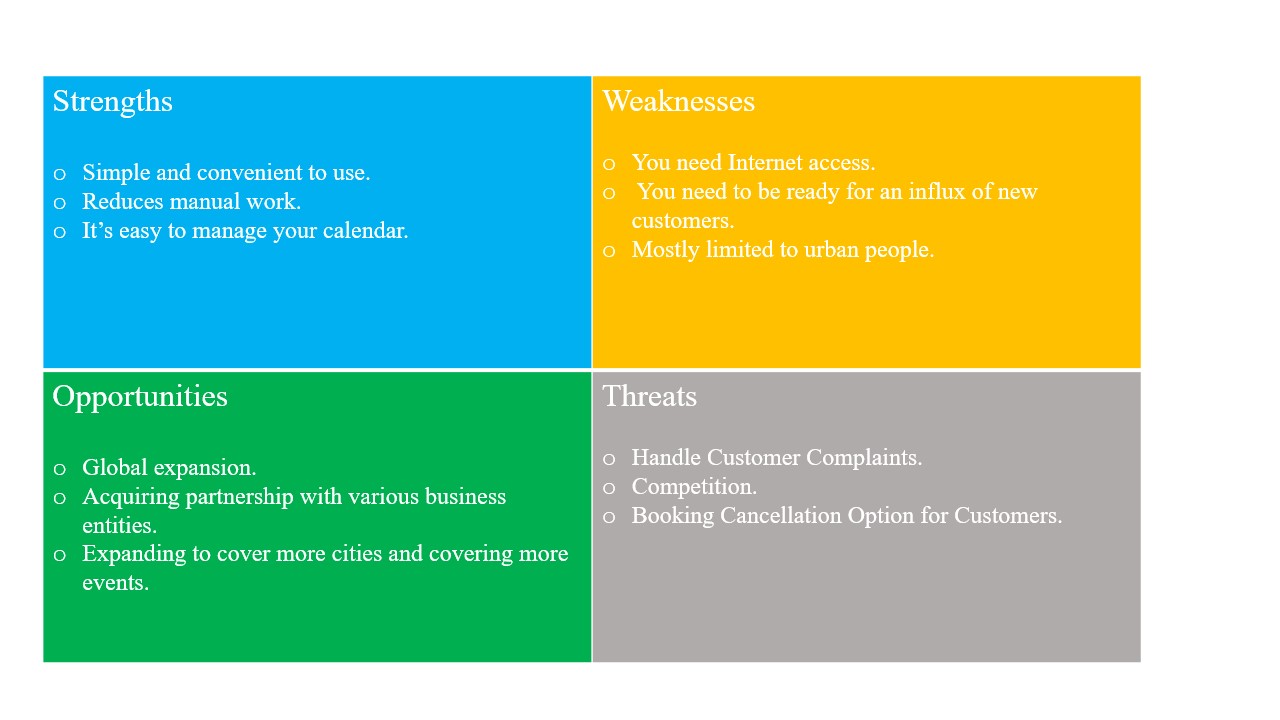 Strengths
o Simple and convenient to use.
o Reduces manual work.
o It’s easy to manage your calendar.
Weaknesses
o You need Internet access.
o You need to be ready for an influx of new
customers.
o Mostly limited to urban people.
Opportunities
o Global expansion.
o Acquiring partnership with various business
entities.
o Expanding to cover more cities and covering more
events.
Threats
o Handle Customer Complaints.
o Competition.
o Booking Cancellation Option for Customers.